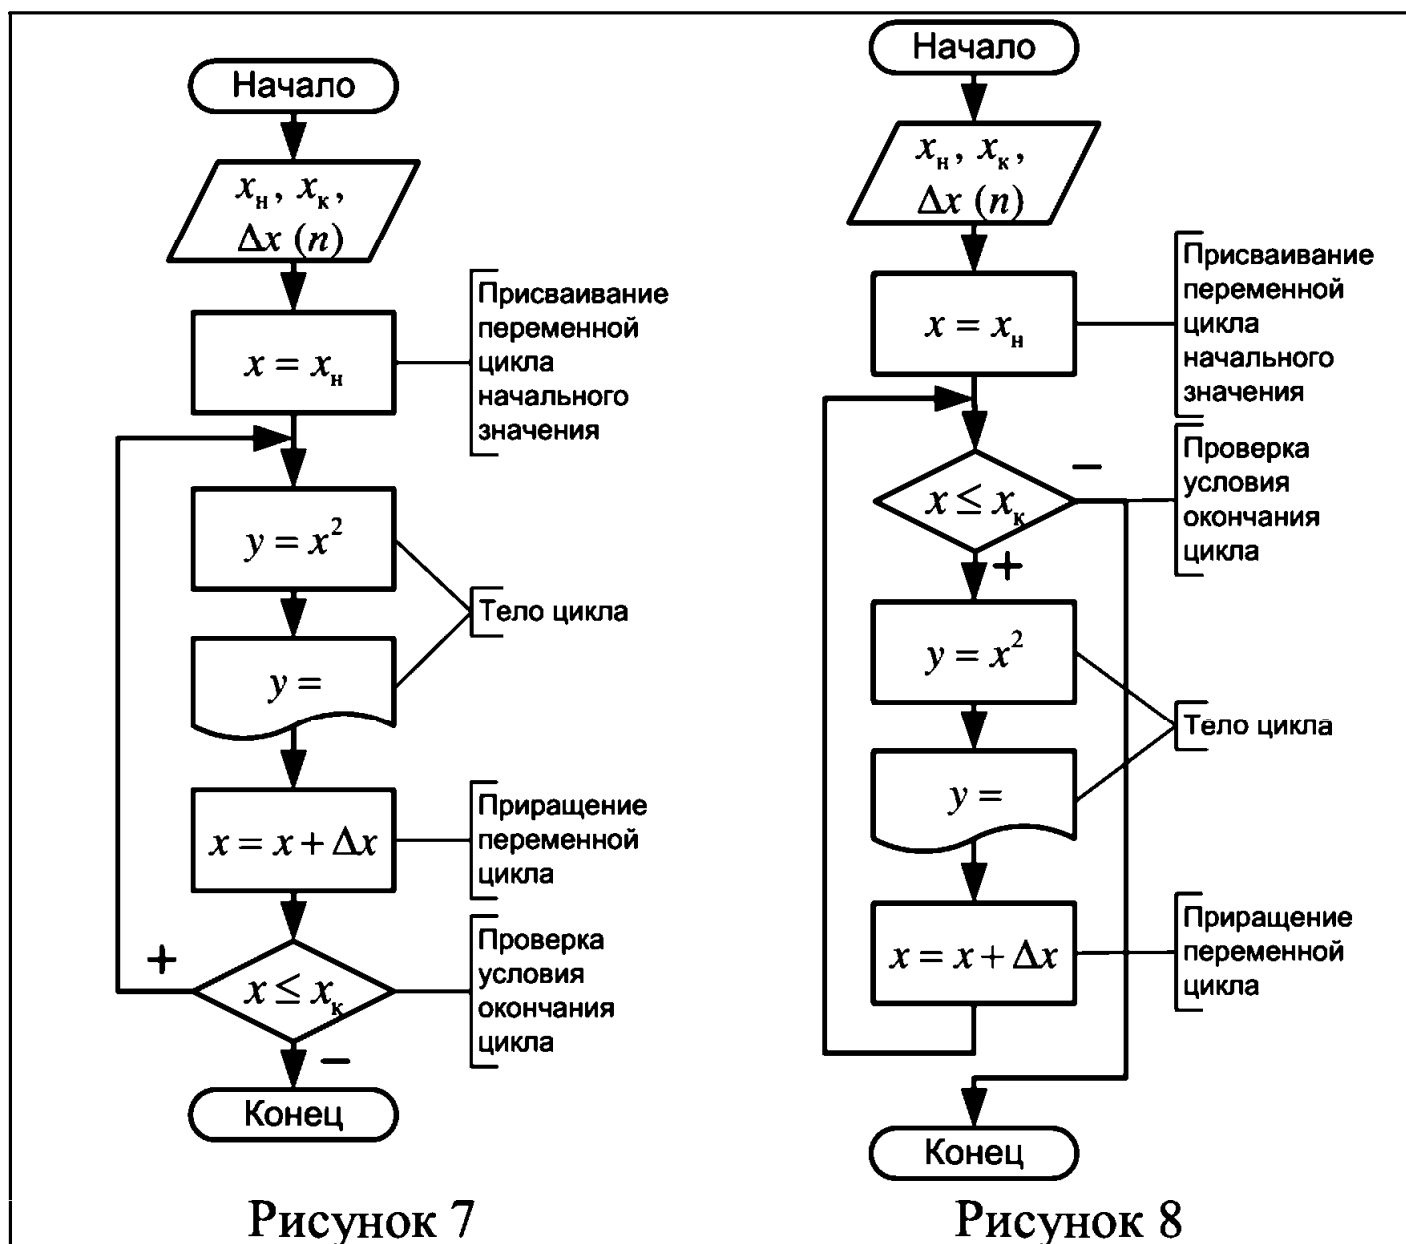 Начало
xн, xк,
Δx (n)
x = xн
Присваивание
переменной
цикла
начального
значения
y = x²
Тело цикла
y =
x = x + Δx
Приращение
переменной
цикла
+
x ≤ xк
Проверка
условия
окончания
цикла
−
Конец
Рисунок 7
Начало
xн, xк,
Δx (n)
x = xн
Присваивание
переменной
цикла
начального
значения
x ≤ xк
−
Проверка
условия
окончания
цикла
+
y = x²
Тело цикла
y =
x = x + Δx
Приращение
переменной
цикла
Конец
Рисунок 8